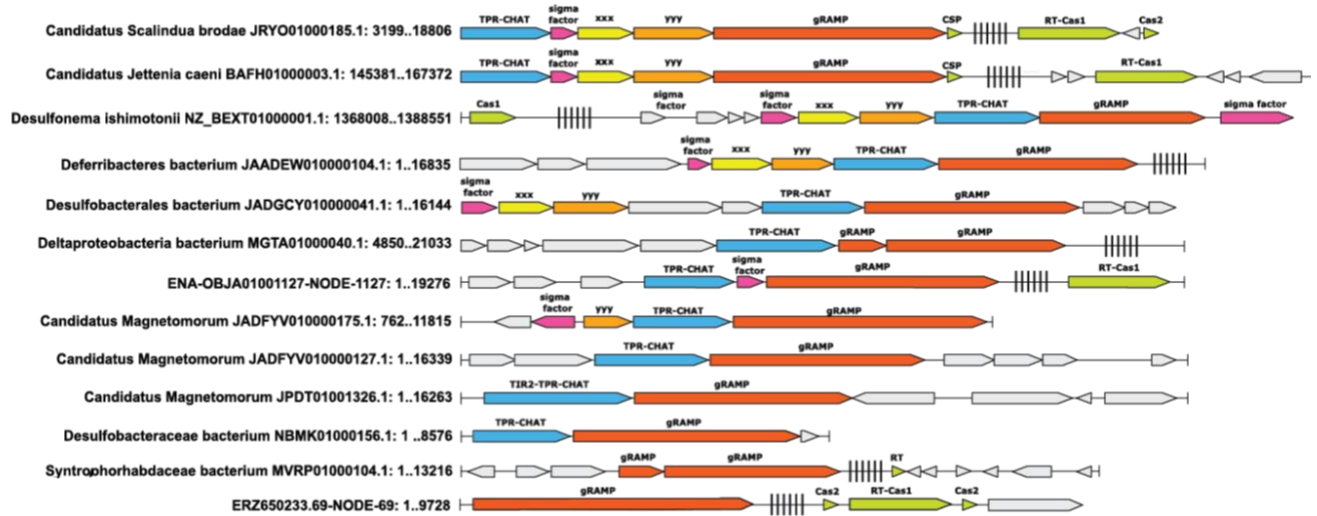 TPR-CHAT sigma factor xxx yyy gRAMP CSP RT-Cas1 Cas2
Candidatus Scalindua brodae JRYO01000185.1: 3199..18806
TPR-CHAT sigma factor xxx yyy gRAMP CSP RT-Cas1
Candidatus Jettenia caeni BAFH01000003.1: 145381..167372
Cas1 sigma factor sigma factor xxx yyy TPR-CHAT gRAMP sigma factor
Desulfonema ishimotonii NZ_BEXT01000001.1: 1368008..1388551
sigma factor xxx yyy TPR-CHAT gRAMP
Deferribacteres bacterium JAADEW010000104.1: 1..16835
sigma factor xxx yyy TPR-CHAT gRAMP
Desulfobacterales bacterium JADGCY010000041.1: 1..16144
TPR-CHAT gRAMP gRAMP
Deltaproteobacteria bacterium MGTA01000040.1: 4850..21033
TPR-CHAT sigma factor gRAMP RT-Cas1
ENA-OBJA01001127-NODE-1127: 1..19276
sigma factor yyy TPR-CHAT gRAMP
Candidatus Magnetomorum JADFYV010000175.1: 762..11815
TPR-CHAT gRAMP
Candidatus Magnetomorum JADFYV010000127.1: 1..16339
TIR2-TPR-CHAT gRAMP
Candidatus Magnetomorum JPDT01001326.1: 1..16263
TPR-CHAT gRAMP
Desulfobacteraceae bacterium NBMK01000156.1: 1 ..8576
gRAMP gRAMP RT
Syntrophorhabdaceae bacterium MVRP01000104.1: 1..13216
gRAMP Cas2 RT-Cas1 Cas2
ERZ650233.69-NODE-69: 1..9728